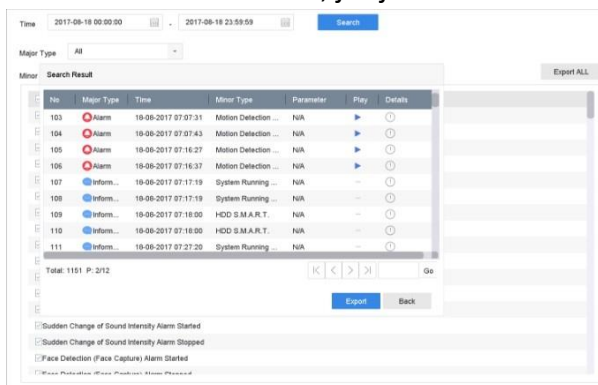 Time 2017-08-18 00:00:00 - 2017-08-18 23:59:59 Search
Major Type All
Minor Search Result Export ALL
No Major Type Time Minor Type Parameter Play Details
103 Alarm 18-08-2017 07:07:31 Motion Detection ... N/A
104 Alarm 18-08-2017 07:07:43 Motion Detection ... N/A
105 Alarm 18-08-2017 07:16:27 Motion Detection ... N/A
106 Alarm 18-08-2017 07:16:37 Motion Detection ... N/A
107 Inform... 18-08-2017 07:17:19 System Running ... N/A
108 Inform... 18-08-2017 07:17:19 System Running ... N/A
109 Inform... 18-08-2017 07:18:00 HDD S.M.A.R.T. N/A
110 Inform... 18-08-2017 07:18:00 HDD S.M.A.R.T. N/A
111 Inform... 18-08-2017 07:27:20 System Running ... N/A
Total: 1151 P: 2/12 Go
Export Back
Sudden Change of Sound Intensity Alarm Started
Sudden Change of Sound Intensity Alarm Stopped
Face Detection (Face Capture) Alarm Started
Face Detection (Face Capture) Alarm Stopped